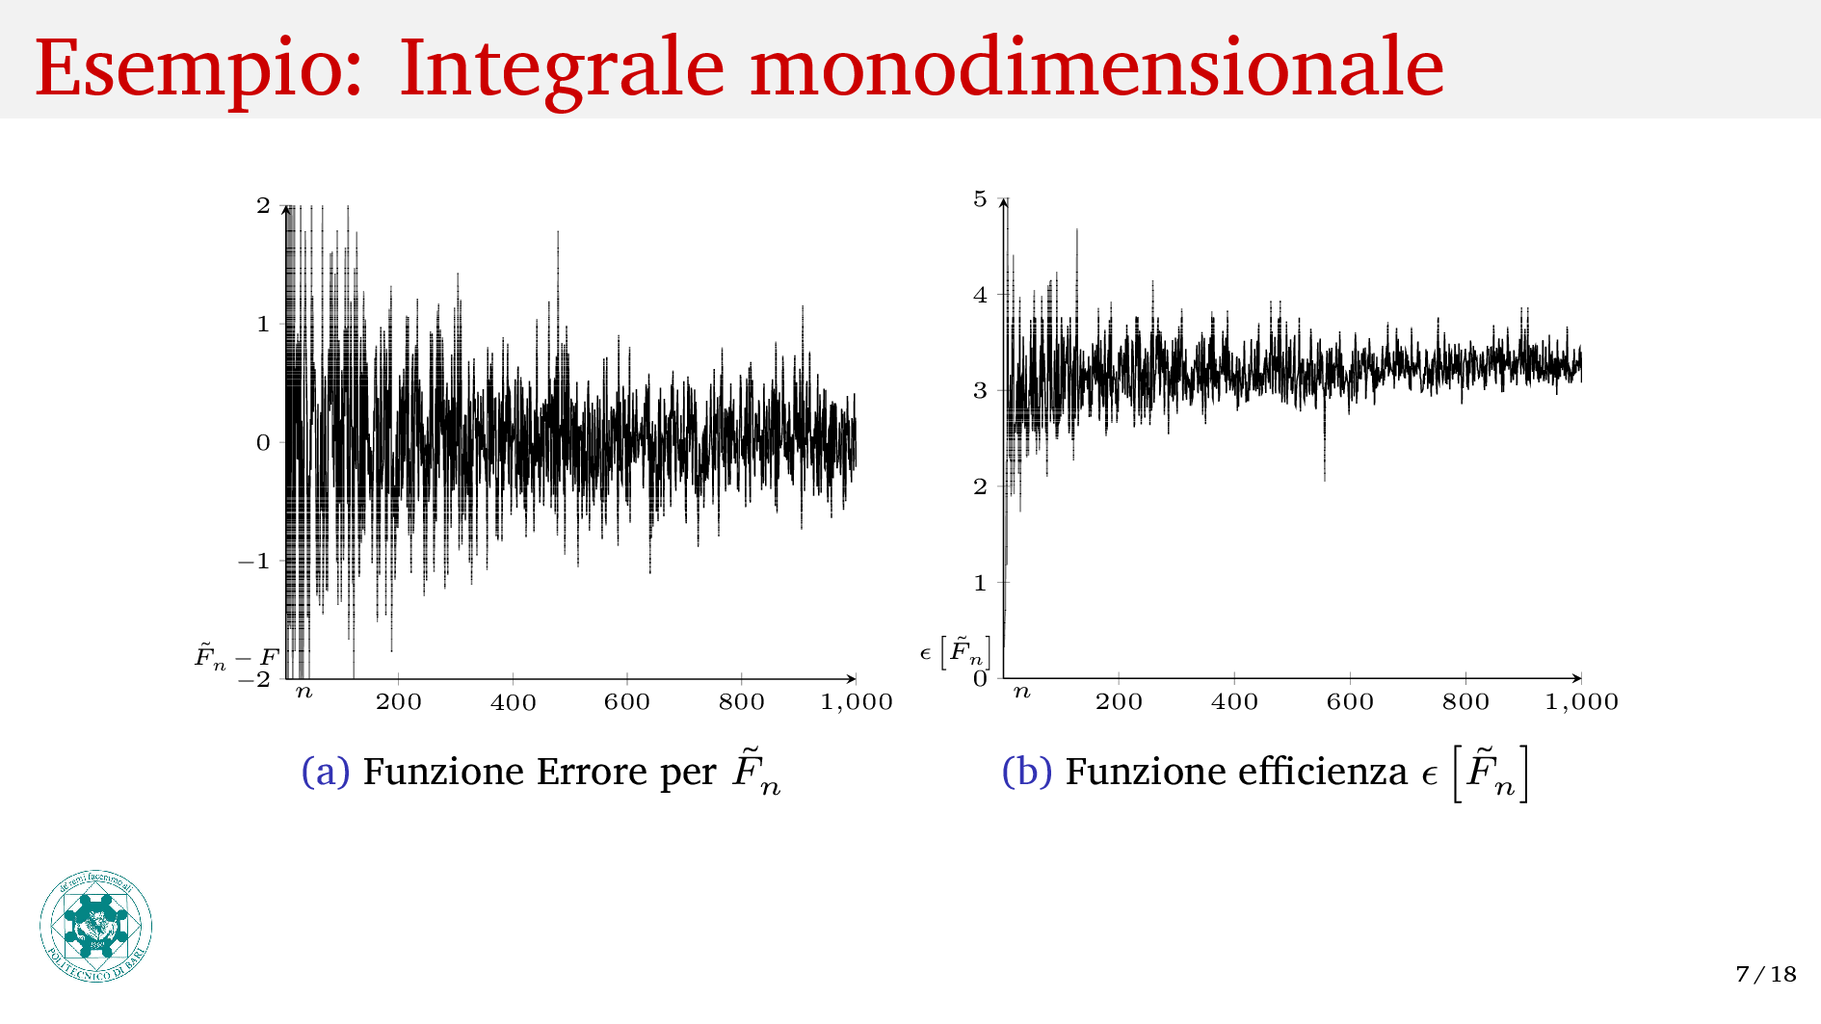 Esempio: Integrale monodimensionale
2
1
0
−1
F̃n − F
−2
n
200
400
600
800
1,000
(a) Funzione Errore per F̃n
5
4
3
2
1
ϵ [F̃n]
0
n
200
400
600
800
1,000
(b) Funzione efficienza ϵ [F̃n]
POLITECNICO DI BARI
7 / 18